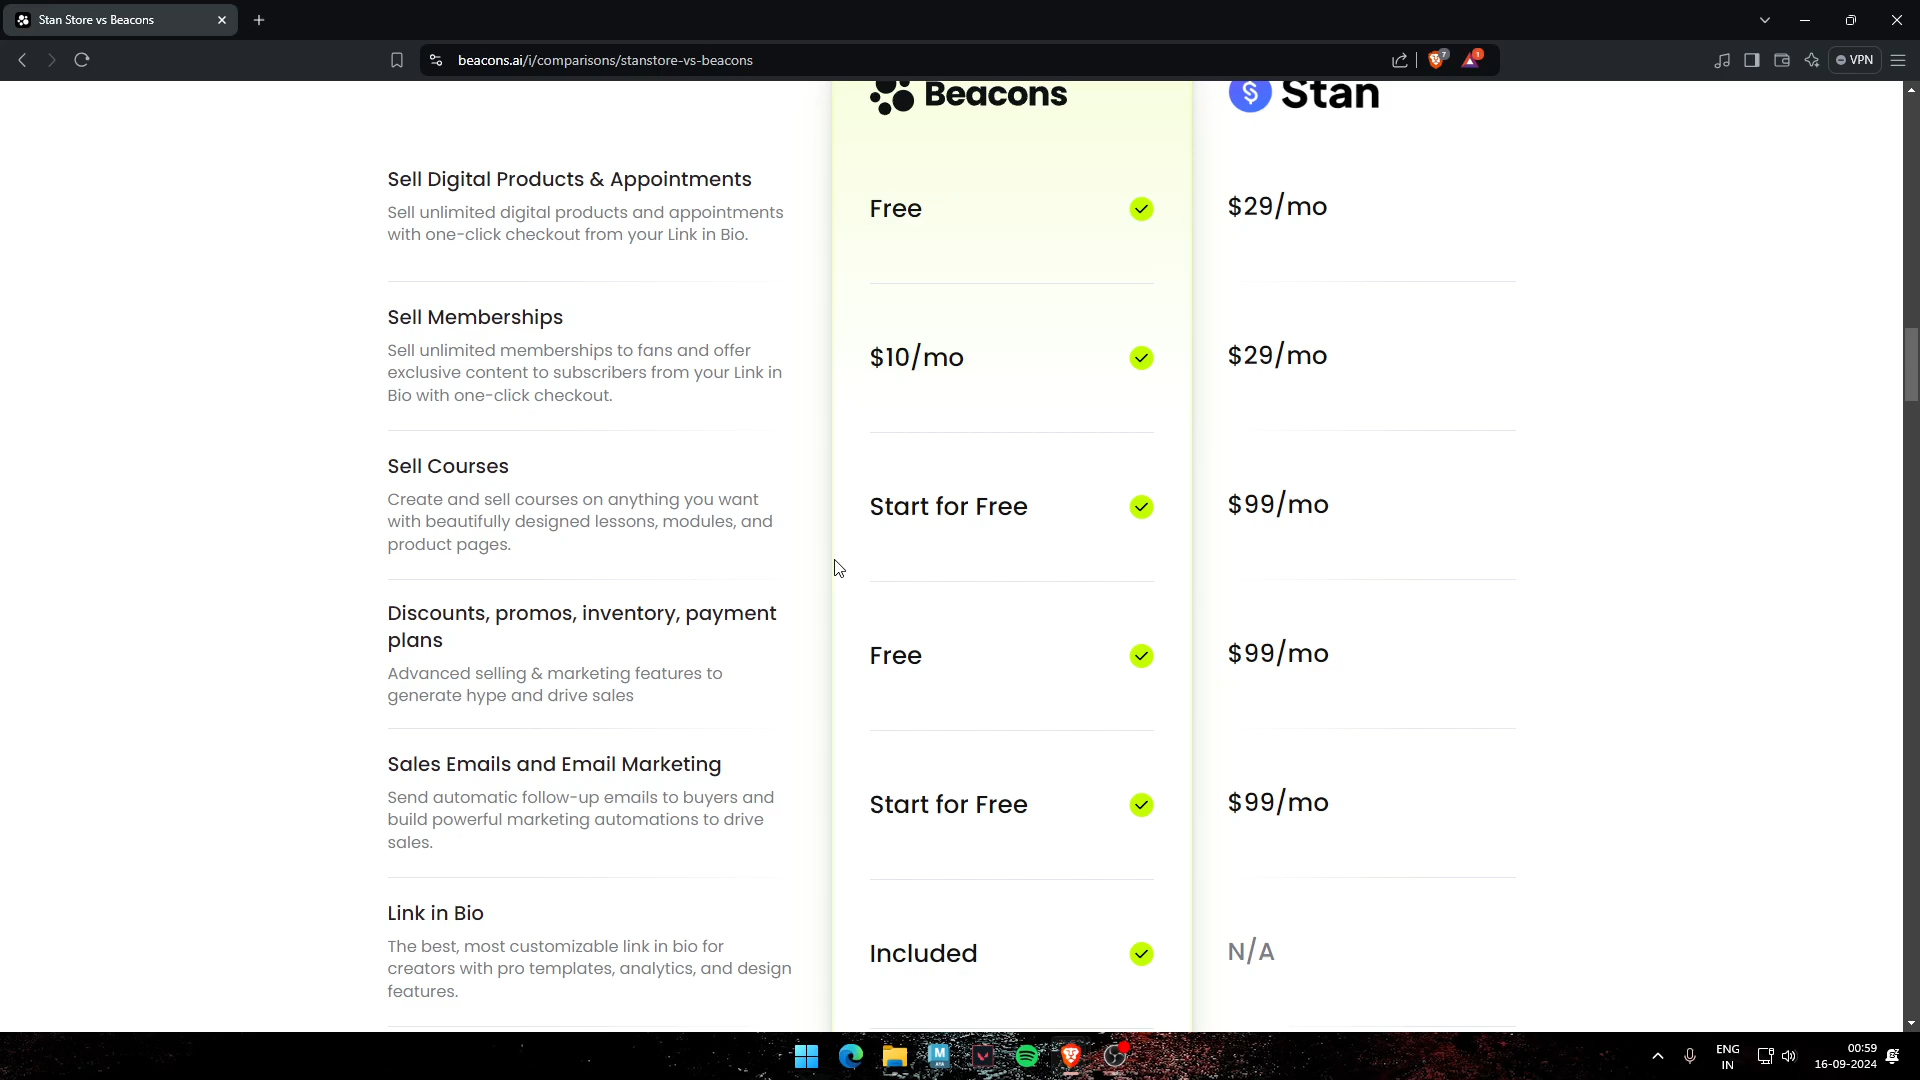 Stan Store vs Beacons
beacons.ai/i/comparisons/stanstore-vs-beacons
7
1
VPN
Beacons
Stan
Sell Digital Products & Appointments
Sell unlimited digital products and appointments
with one-click checkout from your Link in Bio.
Free
$29/mo
Sell Memberships
Sell unlimited memberships to fans and offer
exclusive content to subscribers from your Link in
Bio with one-click checkout.
$10/mo
$29/mo
Sell Courses
Create and sell courses on anything you want
with beautifully designed lessons, modules, and
product pages.
Start for Free
$99/mo
Discounts, promos, inventory, payment
plans
Advanced selling & marketing features to
generate hype and drive sales
Free
$99/mo
Sales Emails and Email Marketing
Send automatic follow-up emails to buyers and
build powerful marketing automations to drive
sales.
Start for Free
$99/mo
Link in Bio
The best, most customizable link in bio for
creators with pro templates, analytics, and design
features.
Included
N/A
M
ENG
IN
00:59
16-09-2024